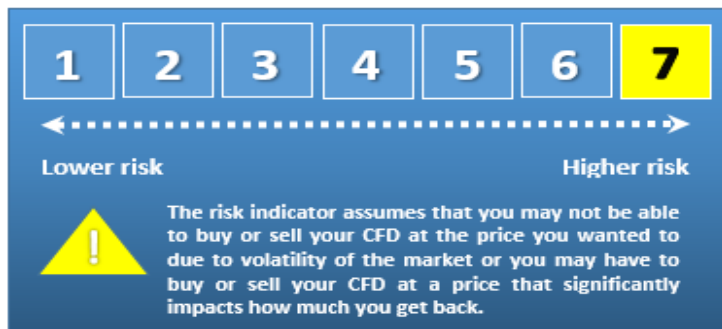 1 2 3 4 5 6 7
Lower risk Higher risk
! The risk indicator assumes that you may not be able
to buy or sell your CFD at the price you wanted to
due to volatility of the market or you may have to
buy or sell your CFD at a price that significantly
impacts how much you get back.